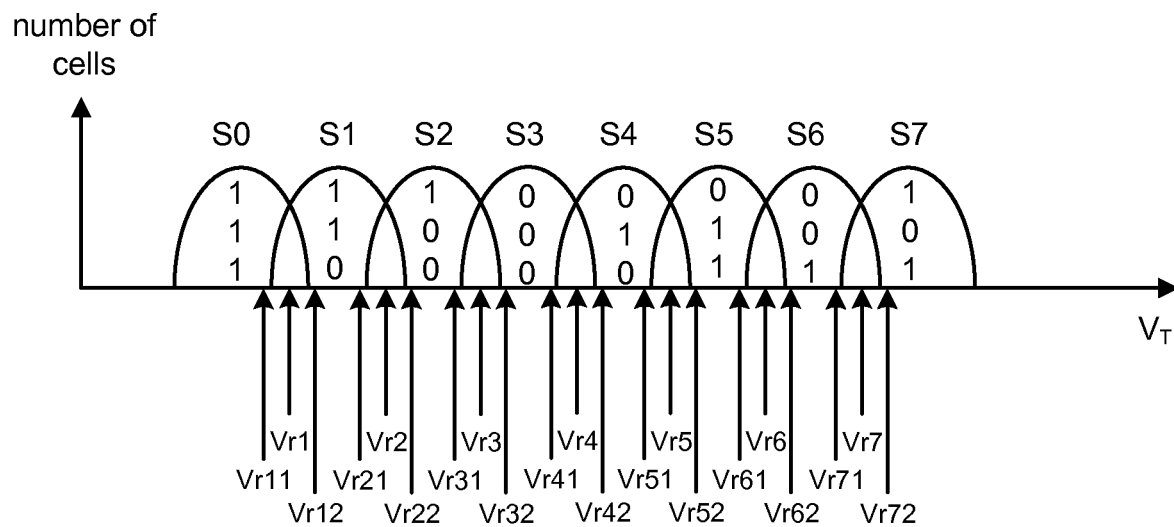 number of
cells
S0 S1 S2 S3 S4 S5 S6 S7
1 1 1 0 0 0 0 1
1 1 0 0 1 1 0 0
1 0 0 0 0 1 1 1
V_T
Vr1 Vr2 Vr3 Vr4 Vr5 Vr6 Vr7
Vr11 Vr21 Vr31 Vr41 Vr51 Vr61 Vr71
Vr12 Vr22 Vr32 Vr42 Vr52 Vr62 Vr72